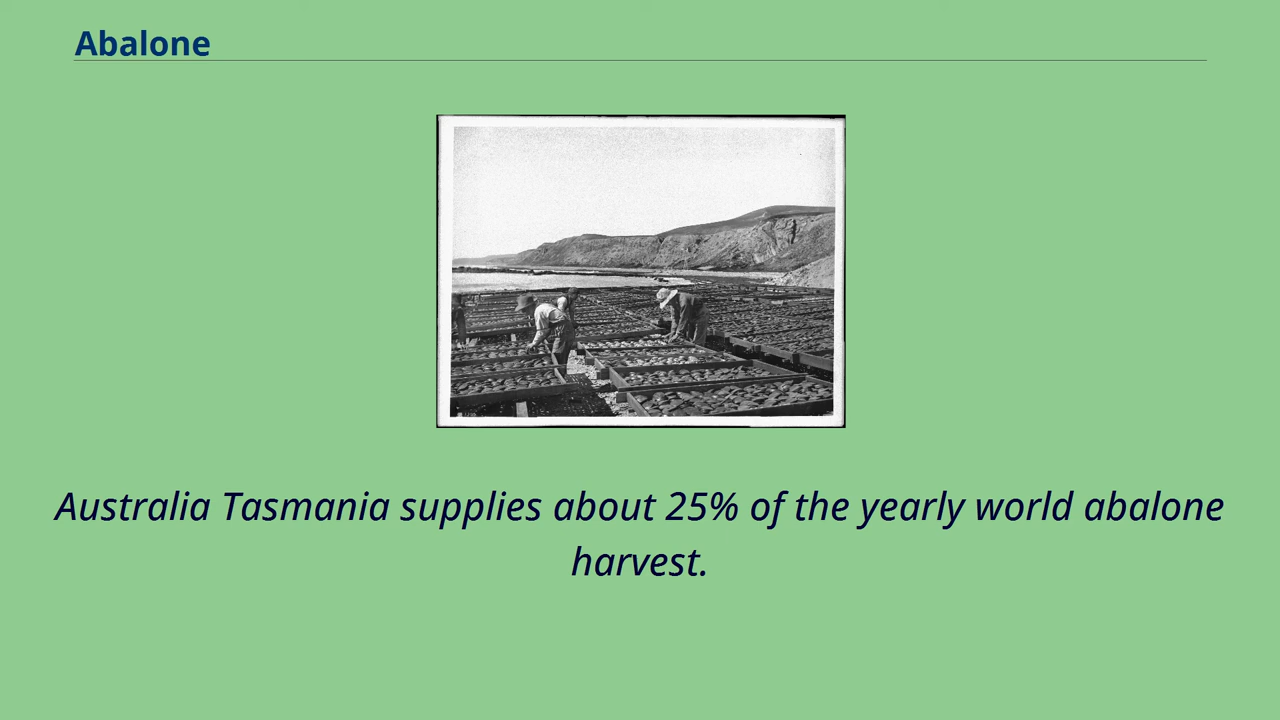 Abalone
Australia Tasmania supplies about 25% of the yearly world abalone
harvest.